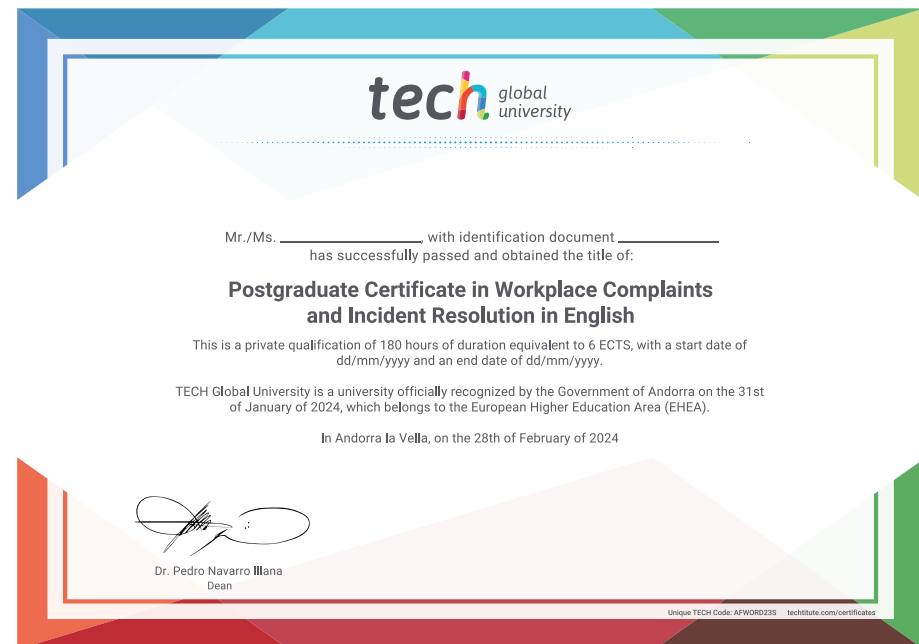 tech global university
Mr./Ms. ____________________, with identification document ______________
has successfully passed and obtained the title of:
Postgraduate Certificate in Workplace Complaints
and Incident Resolution in English
This is a private qualification of 180 hours of duration equivalent to 6 ECTS, with a start date of
dd/mm/yyyy and an end date of dd/mm/yyyy.
TECH Global University is a university officially recognized by the Government of Andorra on the 31st
of January of 2024, which belongs to the European Higher Education Area (EHEA).
In Andorra la Vella, on the 28th of February of 2024
Dr. Pedro Navarro Illana
Dean
Unique TECH Code: AFWORD23S techtitute.com/certificates